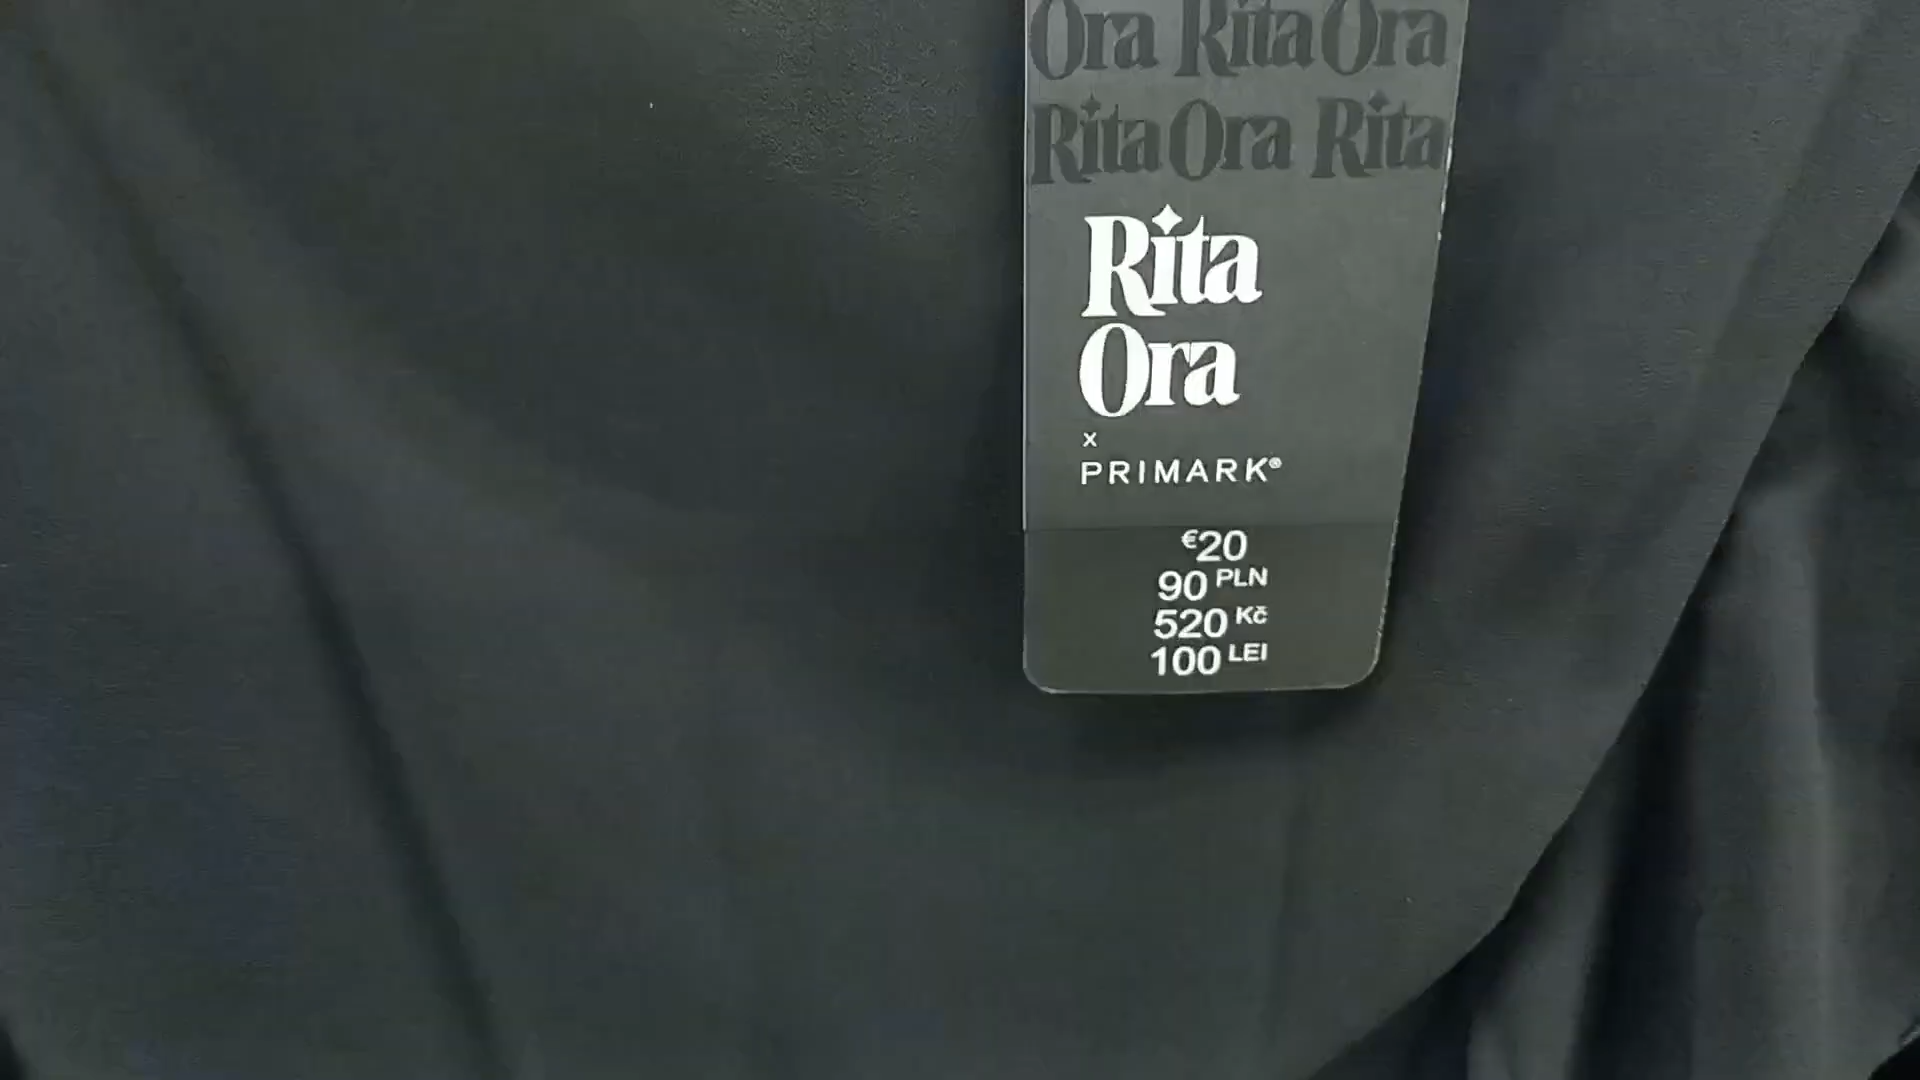 Ora Rita Ora
Rita Ora Rita
Rita
Ora
x
PRIMARK®
€20
90 PLN
520 Kč
100 LEI